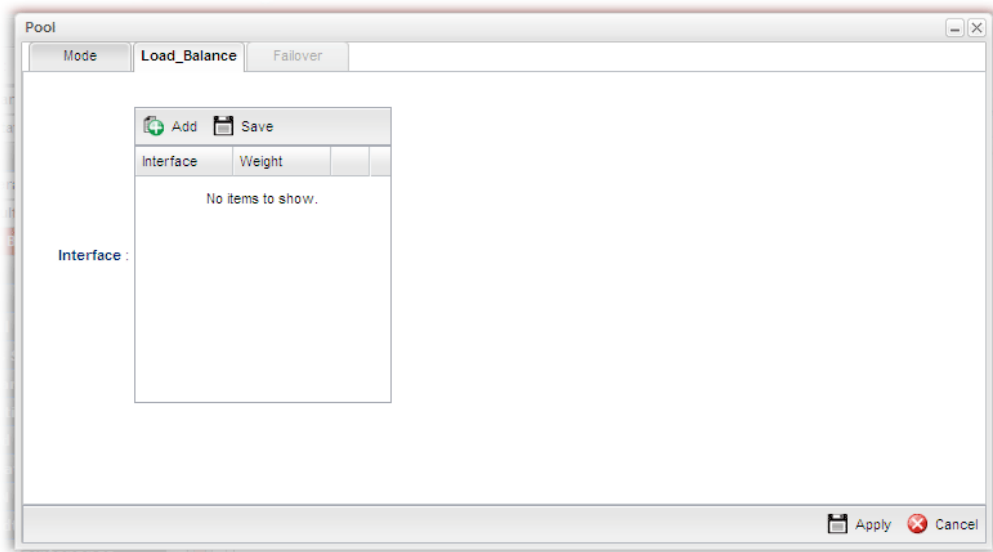 Pool
Mode Load_Balance Failover
Add Save
Interface Weight
No items to show.
Interface :
Apply Cancel